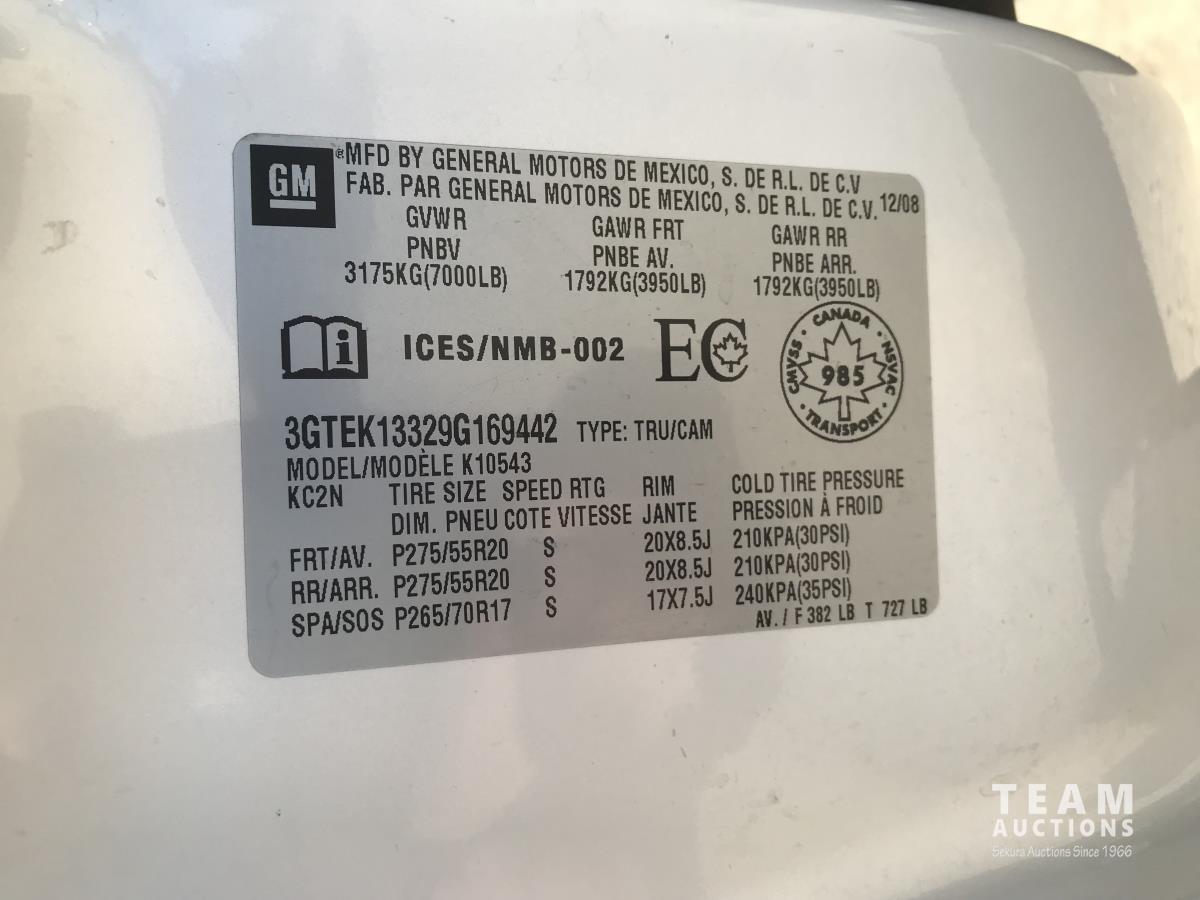 GM
®MFD BY GENERAL MOTORS DE MEXICO, S. DE R.L. DE C.V
FAB. PAR GENERAL MOTORS DE MEXICO, S. DE R.L. DE C.V. 12/08
GVWR GAWR FRT GAWR RR
PNBV PNBE AV. PNBE ARR.
3175KG(7000LB) 1792KG(3950LB) 1792KG(3950LB)
i ICES/NMB-002 EC
CANADA
CMVSS 985 NSVAC
TRANSPORT
3GTEK13329G169442 TYPE: TRU/CAM
MODEL/MODÈLE K10543
KC2N TIRE SIZE SPEED RTG RIM COLD TIRE PRESSURE
DIM. PNEU COTE VITESSE JANTE PRESSION À FROID
FRT/AV. P275/55R20 S 20X8.5J 210KPA(30PSI)
RR/ARR. P275/55R20 S 20X8.5J 210KPA(30PSI)
SPA/SOS P265/70R17 S 17X7.5J 240KPA(35PSI)
AV. / F 382 LB T 727 LB
TEAM
AUCTIONS
Sekura Auctions Since 1966